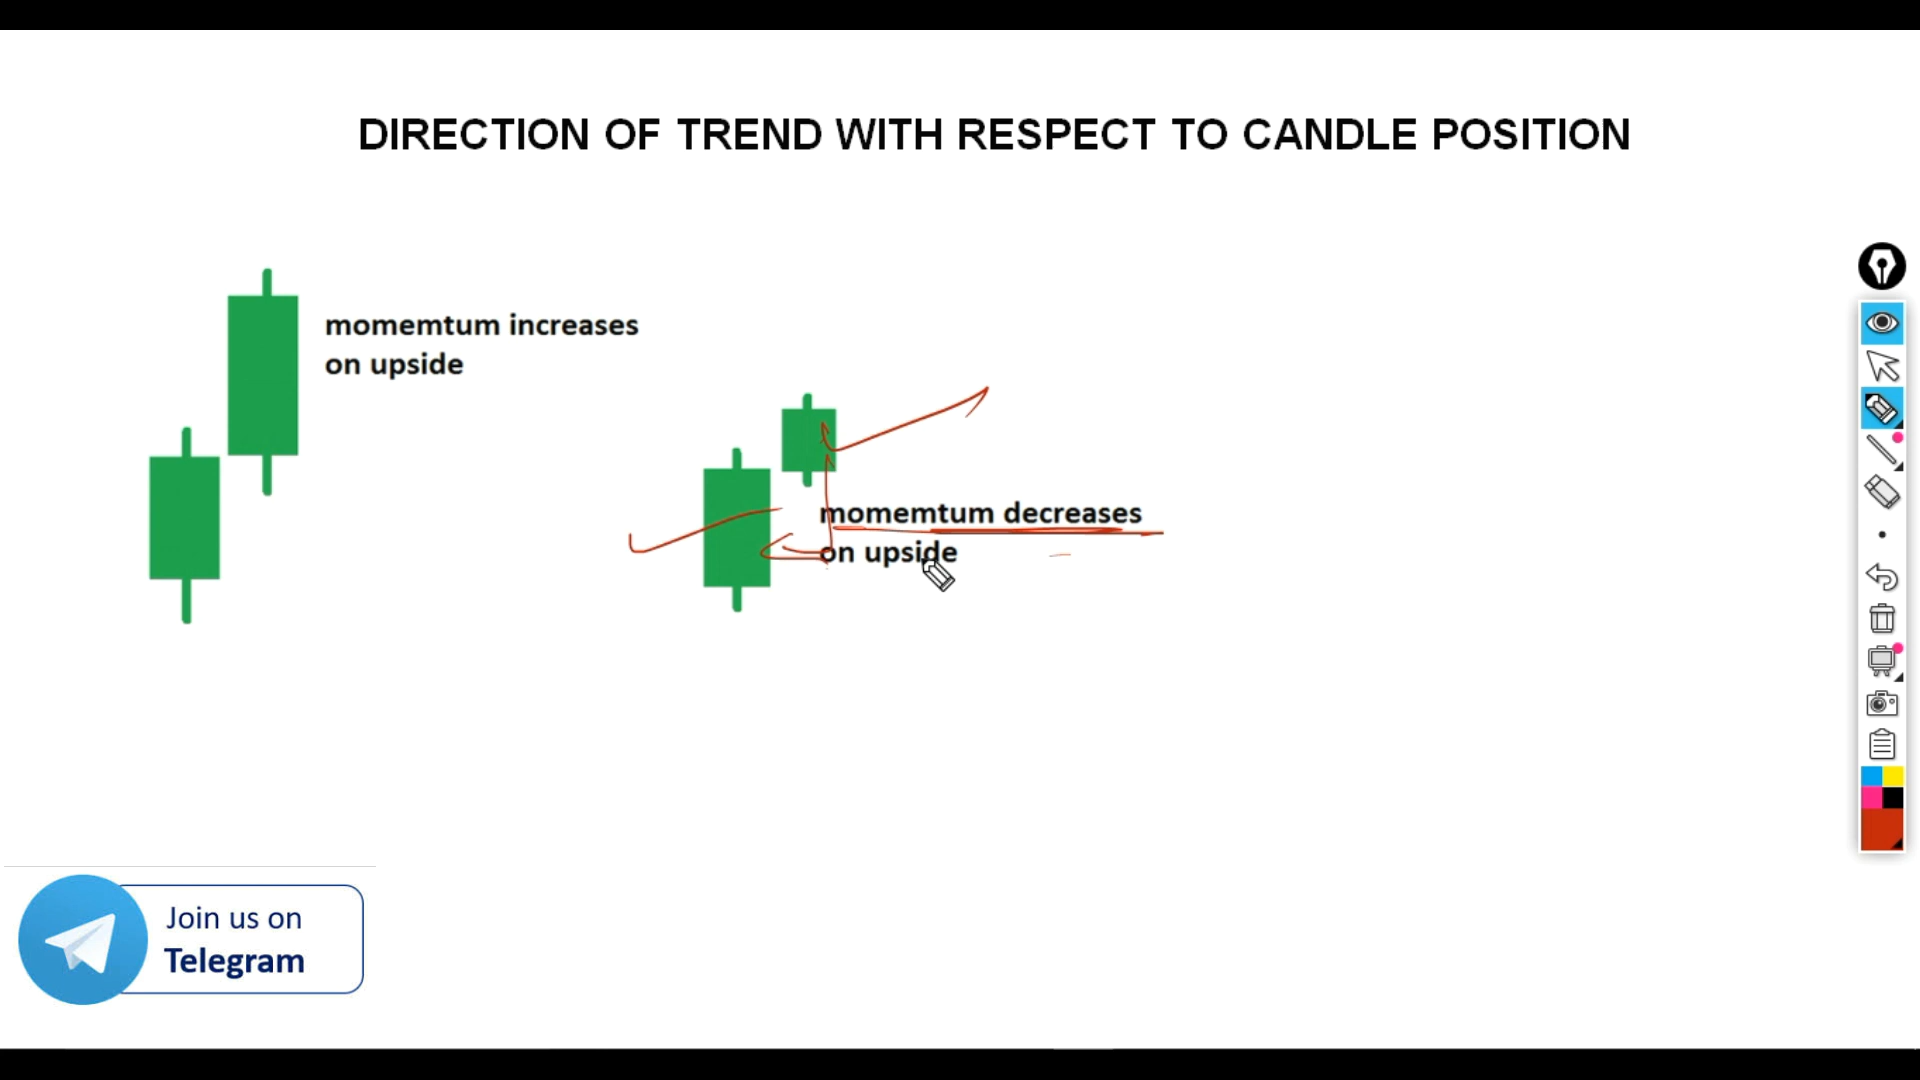 DIRECTION OF TREND WITH RESPECT TO CANDLE POSITION
momemtum increases
on upside
momemtum decreases
on upside
Join us on
Telegram